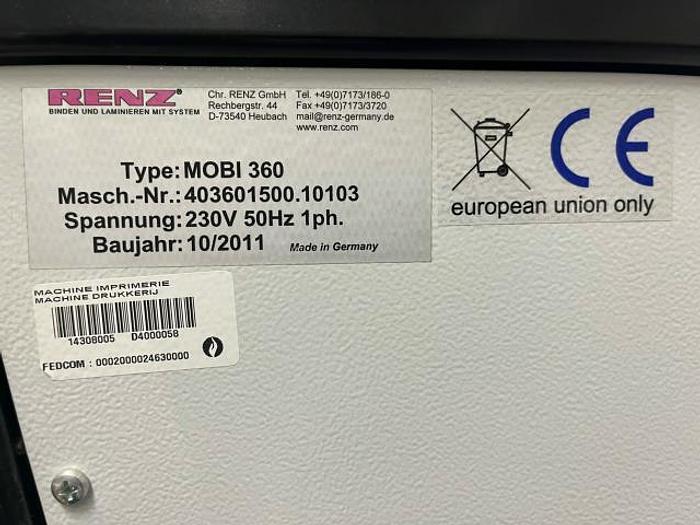 RENZ®
BINDEN UND LAMINIEREN MIT SYSTEM
Chr. RENZ GmbH
Rechbergstr. 44
D-73540 Heubach
Tel. +49(0)7173/186-0
Fax +49(0)7173/3720
mail@renz-germany.de
www.renz.com
Type: MOBI 360
Masch.-Nr.: 403601500.10103
Spannung: 230V 50Hz 1ph.
Baujahr: 10/2011 Made in Germany
CE
european union only
MACHINE IMPRIMERIE
MACHINE DRUKKERIJ
14308005 D4000058
FEDCOM : 0002000024630000